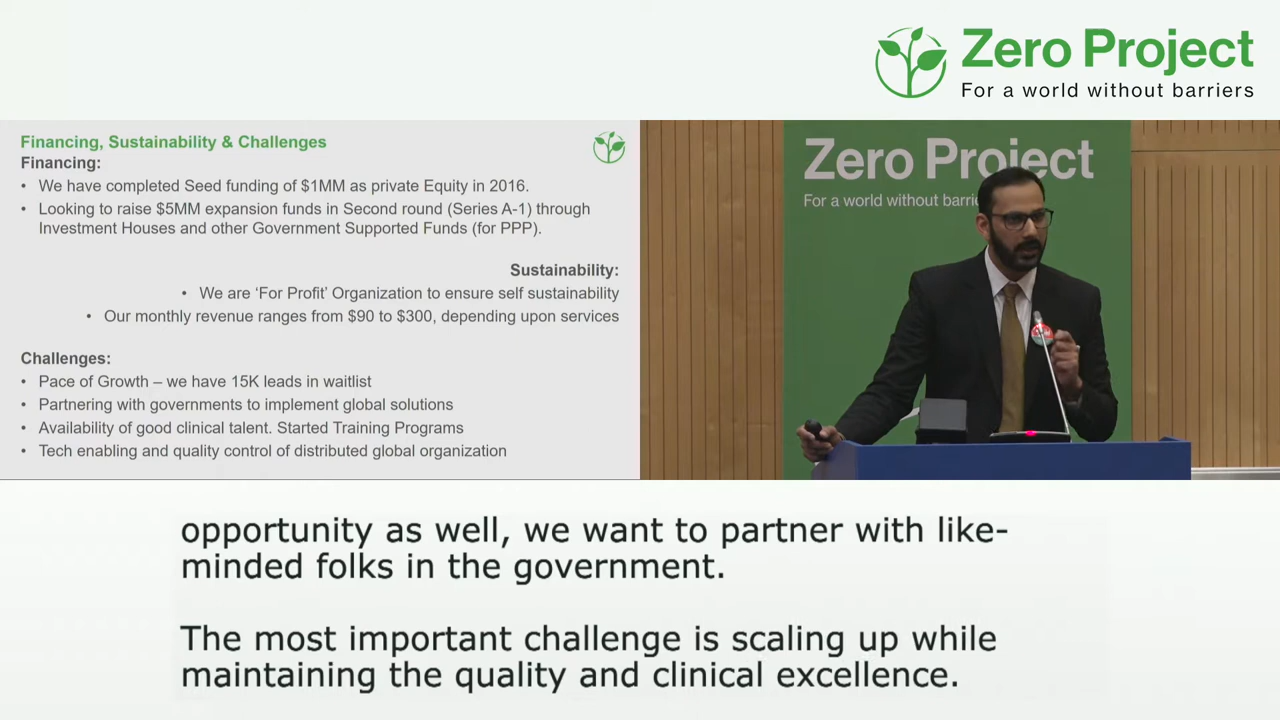 Zero Project
For a world without barriers
Financing, Sustainability & Challenges
Financing:
• We have completed Seed funding of $1MM as private Equity in 2016.
• Looking to raise $5MM expansion funds in Second round (Series A-1) through
Investment Houses and other Government Supported Funds (for PPP).
Sustainability:
• We are ‘For Profit’ Organization to ensure self sustainability
• Our monthly revenue ranges from $90 to $300, depending upon services
Challenges:
• Pace of Growth – we have 15K leads in waitlist
• Partnering with governments to implement global solutions
• Availability of good clinical talent. Started Training Programs
• Tech enabling and quality control of distributed global organization
Zero Project
For a world without barrie
opportunity as well, we want to partner with like-
minded folks in the government.
The most important challenge is scaling up while
maintaining the quality and clinical excellence.